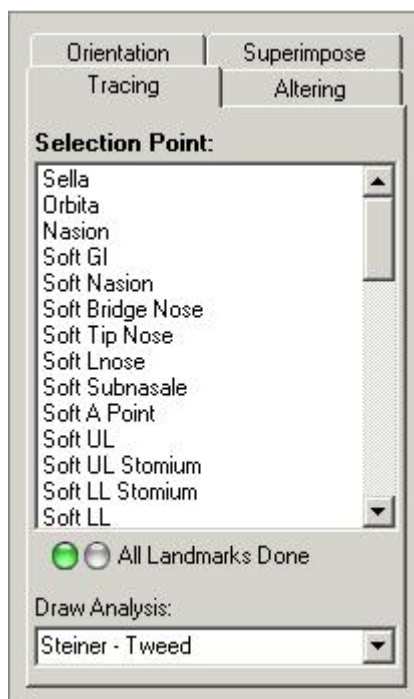 Orientation Superimpose
Tracing Altering
Selection Point:
Sella
Orbita
Nasion
Soft Gl
Soft Nasion
Soft Bridge Nose
Soft Tip Nose
Soft Lnose
Soft Subnasale
Soft A Point
Soft UL
Soft UL Stomium
Soft LL Stomium
Soft LL
All Landmarks Done
Draw Analysis:
Steiner - Tweed